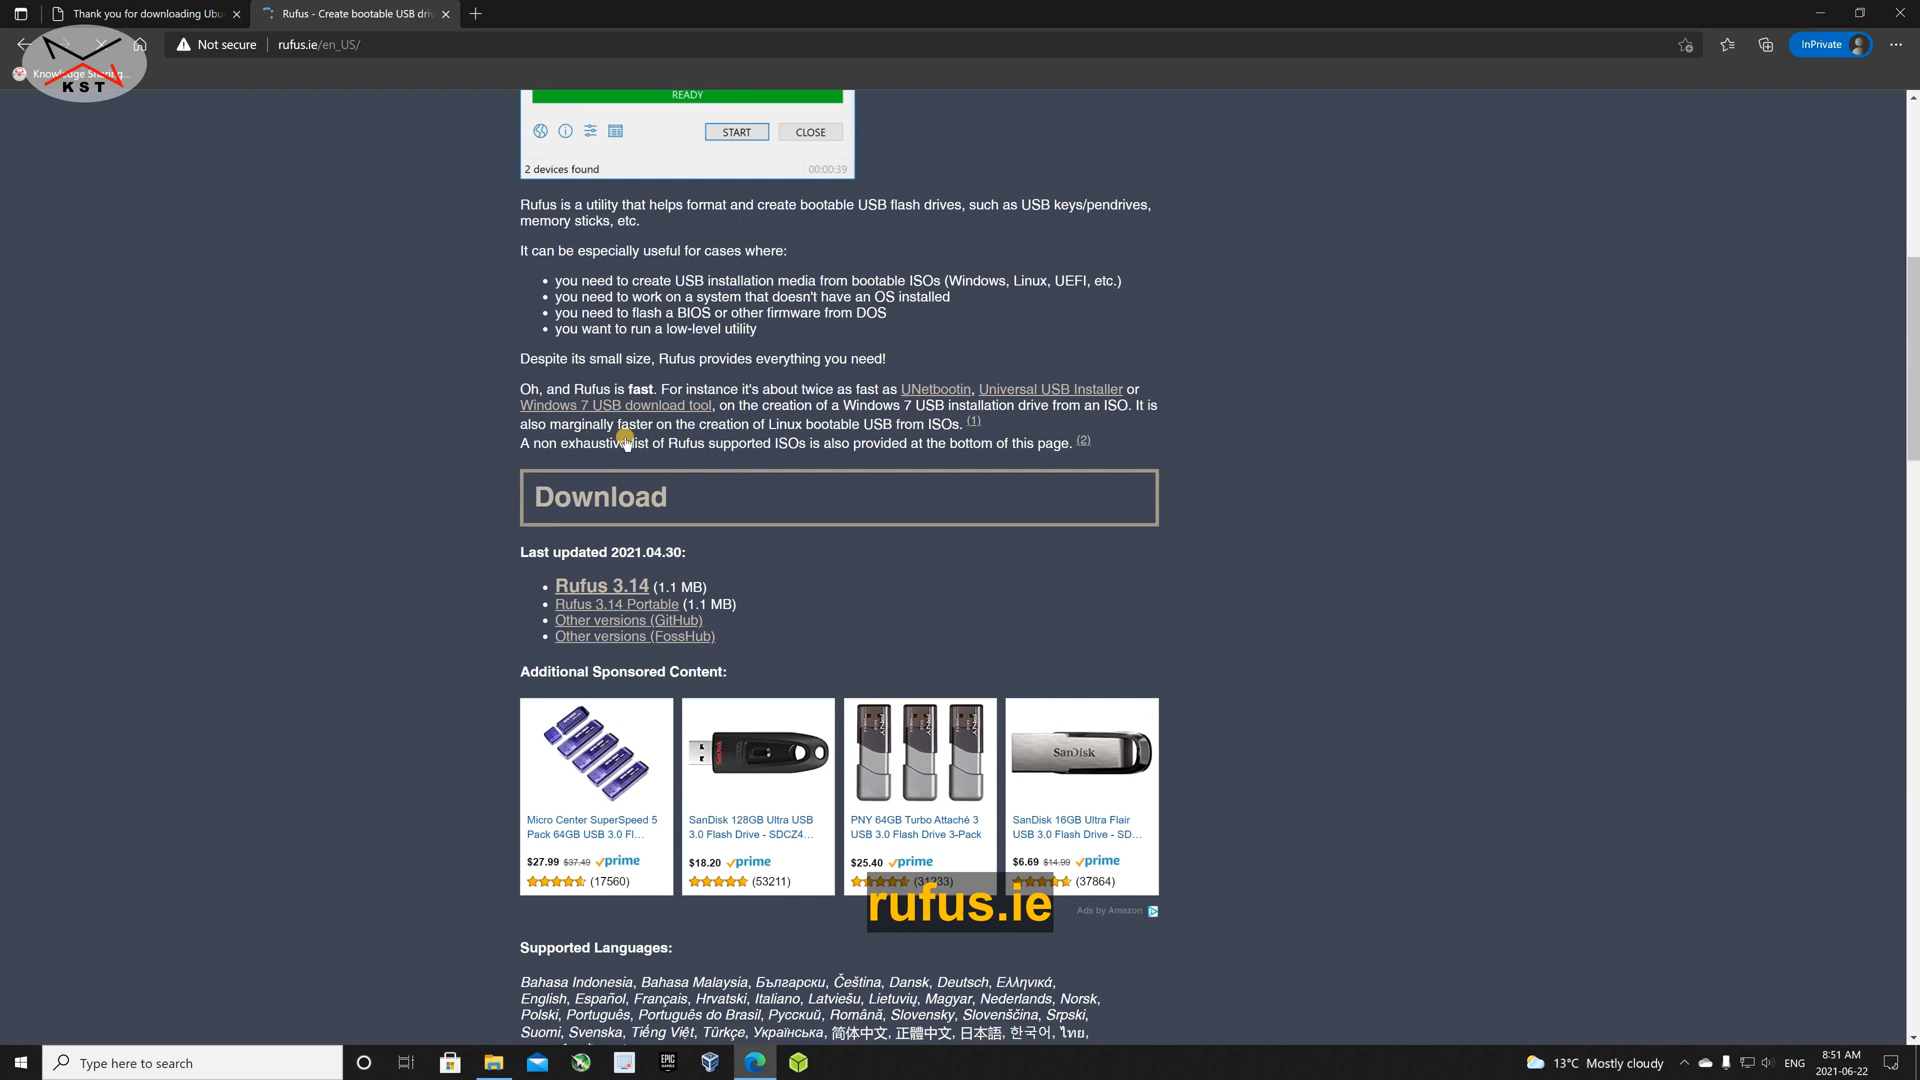 Thank you for downloading Ubu
Rufus - Create bootable USB driv
Not secure
rufus.ie/en_US/
InPrivate
Knowledge Sharing...
KST
READY
START
CLOSE
2 devices found
00:00:39
Rufus is a utility that helps format and create bootable USB flash drives, such as USB keys/pendrives,
memory sticks, etc.
It can be especially useful for cases where:
you need to create USB installation media from bootable ISOs (Windows, Linux, UEFI, etc.)
you need to work on a system that doesn't have an OS installed
you need to flash a BIOS or other firmware from DOS
you want to run a low-level utility
Despite its small size, Rufus provides everything you need!
Oh, and Rufus is fast. For instance it's about twice as fast as UNetbootin, Universal USB Installer or
Windows 7 USB download tool, on the creation of a Windows 7 USB installation drive from an ISO. It is
also marginally faster on the creation of Linux bootable USB from ISOs. (1)
A non exhaustive list of Rufus supported ISOs is also provided at the bottom of this page. (2)
Download
Last updated 2021.04.30:
Rufus 3.14 (1.1 MB)
Rufus 3.14 Portable (1.1 MB)
Other versions (GitHub)
Other versions (FossHub)
Additional Sponsored Content:
SanDisk
Micro Center SuperSpeed 5
Pack 64GB USB 3.0 Fl...
$27.99 $37.49 prime
(17560)
SanDisk 128GB Ultra USB
3.0 Flash Drive - SDCZ4...
$18.20 prime
(53211)
PNY 64GB Turbo Attaché 3
USB 3.0 Flash Drive 3-Pack
$25.40 prime
(31233)
SanDisk 16GB Ultra Flair
USB 3.0 Flash Drive - SD...
$6.69 $14.99 prime
(37864)
rufus.ie
Ads by Amazon
Supported Languages:
Bahasa Indonesia, Bahasa Malaysia, Български, Čeština, Dansk, Deutsch, Ελληνικά,
English, Español, Français, Hrvatski, Italiano, Latviešu, Lietuvių, Magyar, Nederlands, Norsk,
Polski, Português, Português do Brasil, Русский, Română, Slovensky, Slovenščina, Srpski,
Suomi, Svenska, Tiếng Việt, Türkçe, Українська, 简体中文, 正體中文, 日本語, 한국어, ไทย,
Type here to search
EPIC
GAMES
13°C Mostly cloudy
ENG
8:51 AM
2021-06-22